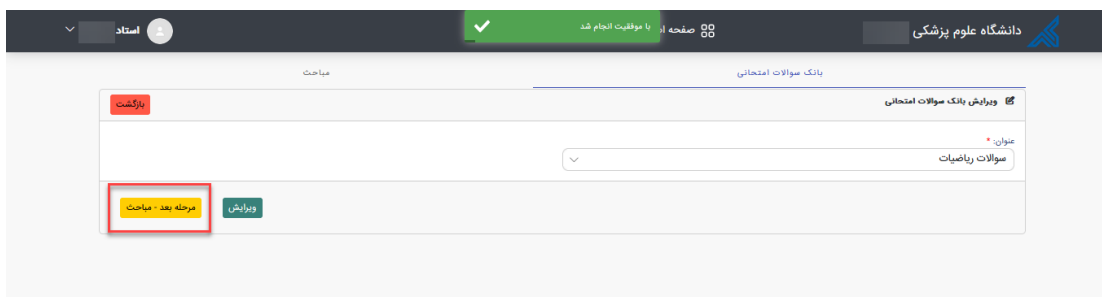 دانشگاه علوم پزشکی
صفحه ا
با موفقیت انجام شد
استاد
بانک سوالات امتحانی
مباحث
ویرایش بانک سوالات امتحانی
بازگشت
عنوان: *
سوالات ریاضیات
ویرایش
مرحله بعد - مباحث